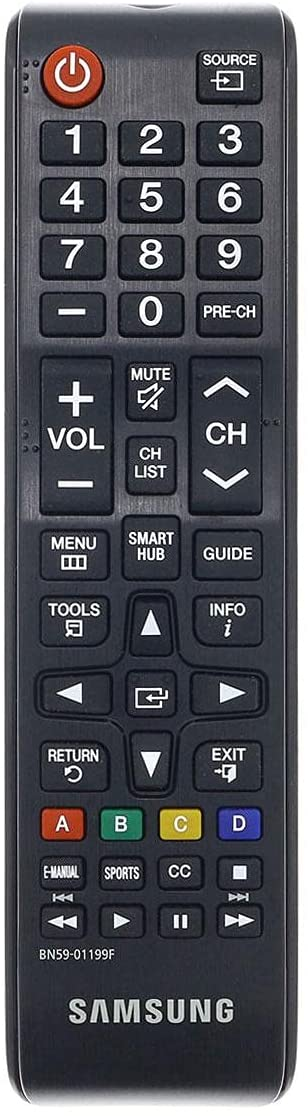 SOURCE
1 2 3
4 5 6
7 8 9
— 0 PRE-CH
+
VOL
—
MUTE
CH
LIST
CH
MENU
SMART
HUB
GUIDE
TOOLS
INFO
i
RETURN
EXIT
A B C D
E-MANUAL SPORTS CC
BN59-01199F
SAMSUNG